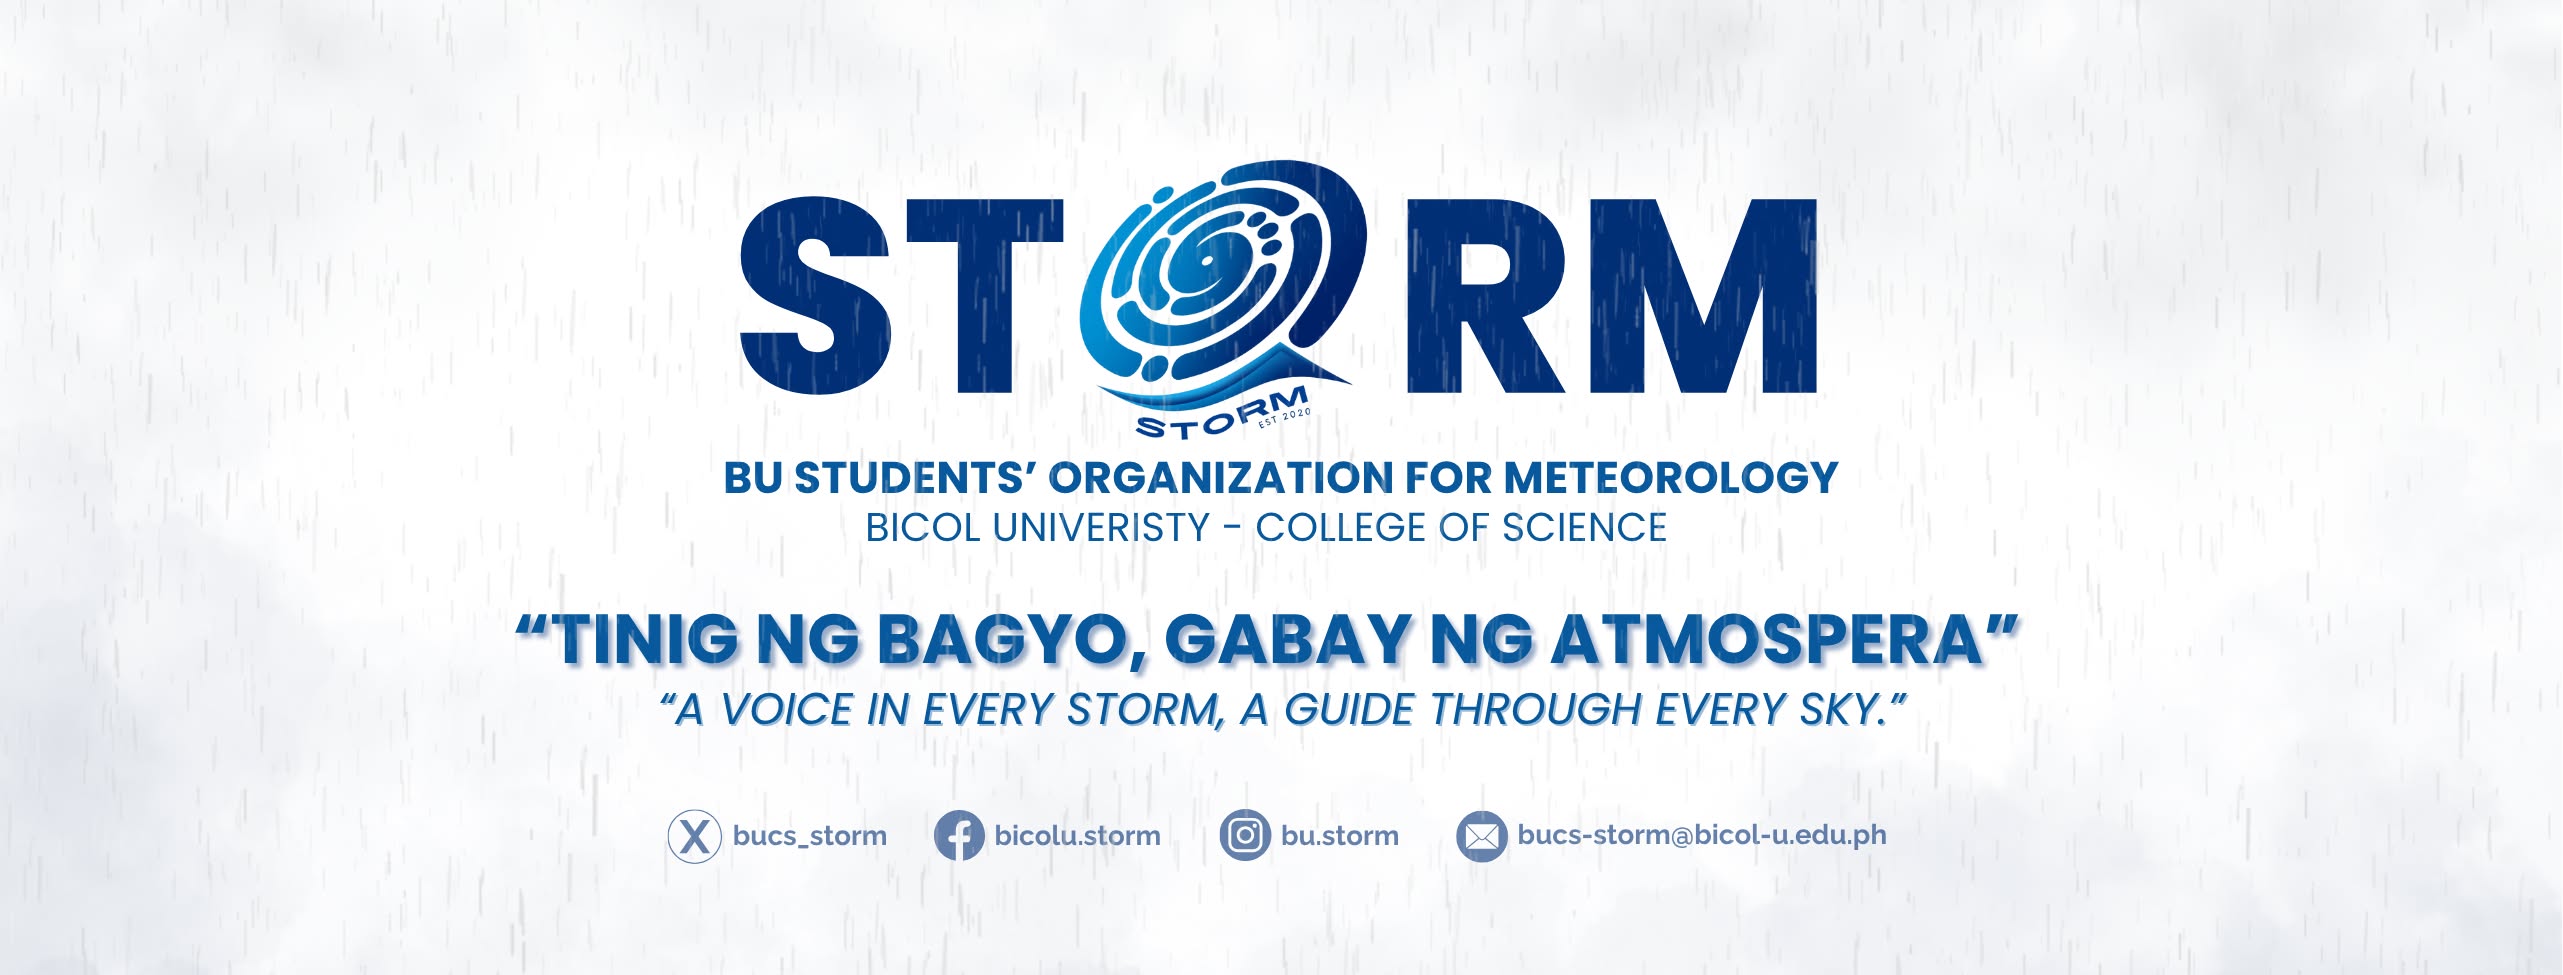 STORM
STORM
EST 2020
BU STUDENTS’ ORGANIZATION FOR METEOROLOGY
BICOL UNIVERISTY - COLLEGE OF SCIENCE
“TINIG NG BAGYO, GABAY NG ATMOSPERA”
“A VOICE IN EVERY STORM, A GUIDE THROUGH EVERY SKY.”
bucs_storm bicolu.storm bu.storm bucs-storm@bicol-u.edu.ph